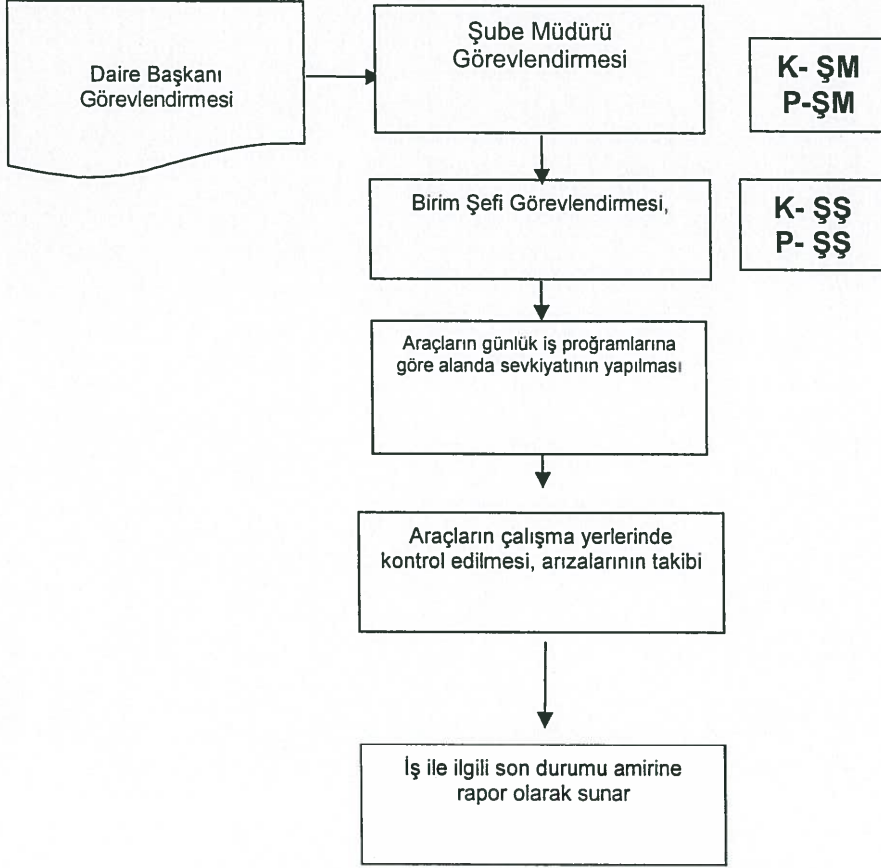 Daire Başkanı
Görevlendirmesi
Şube Müdürü
Görevlendirmesi
K- ŞM
P-ŞM
Birim Şefi Görevlendirmesi,
K- ŞŞ
P- ŞŞ
Araçların günlük iş proğramlarına
göre alanda sevkiyatının yapılması
Araçların çalışma yerlerinde
kontrol edilmesi, arızalarının takibi
İş ile ilgili son durumu amirine
rapor olarak sunar